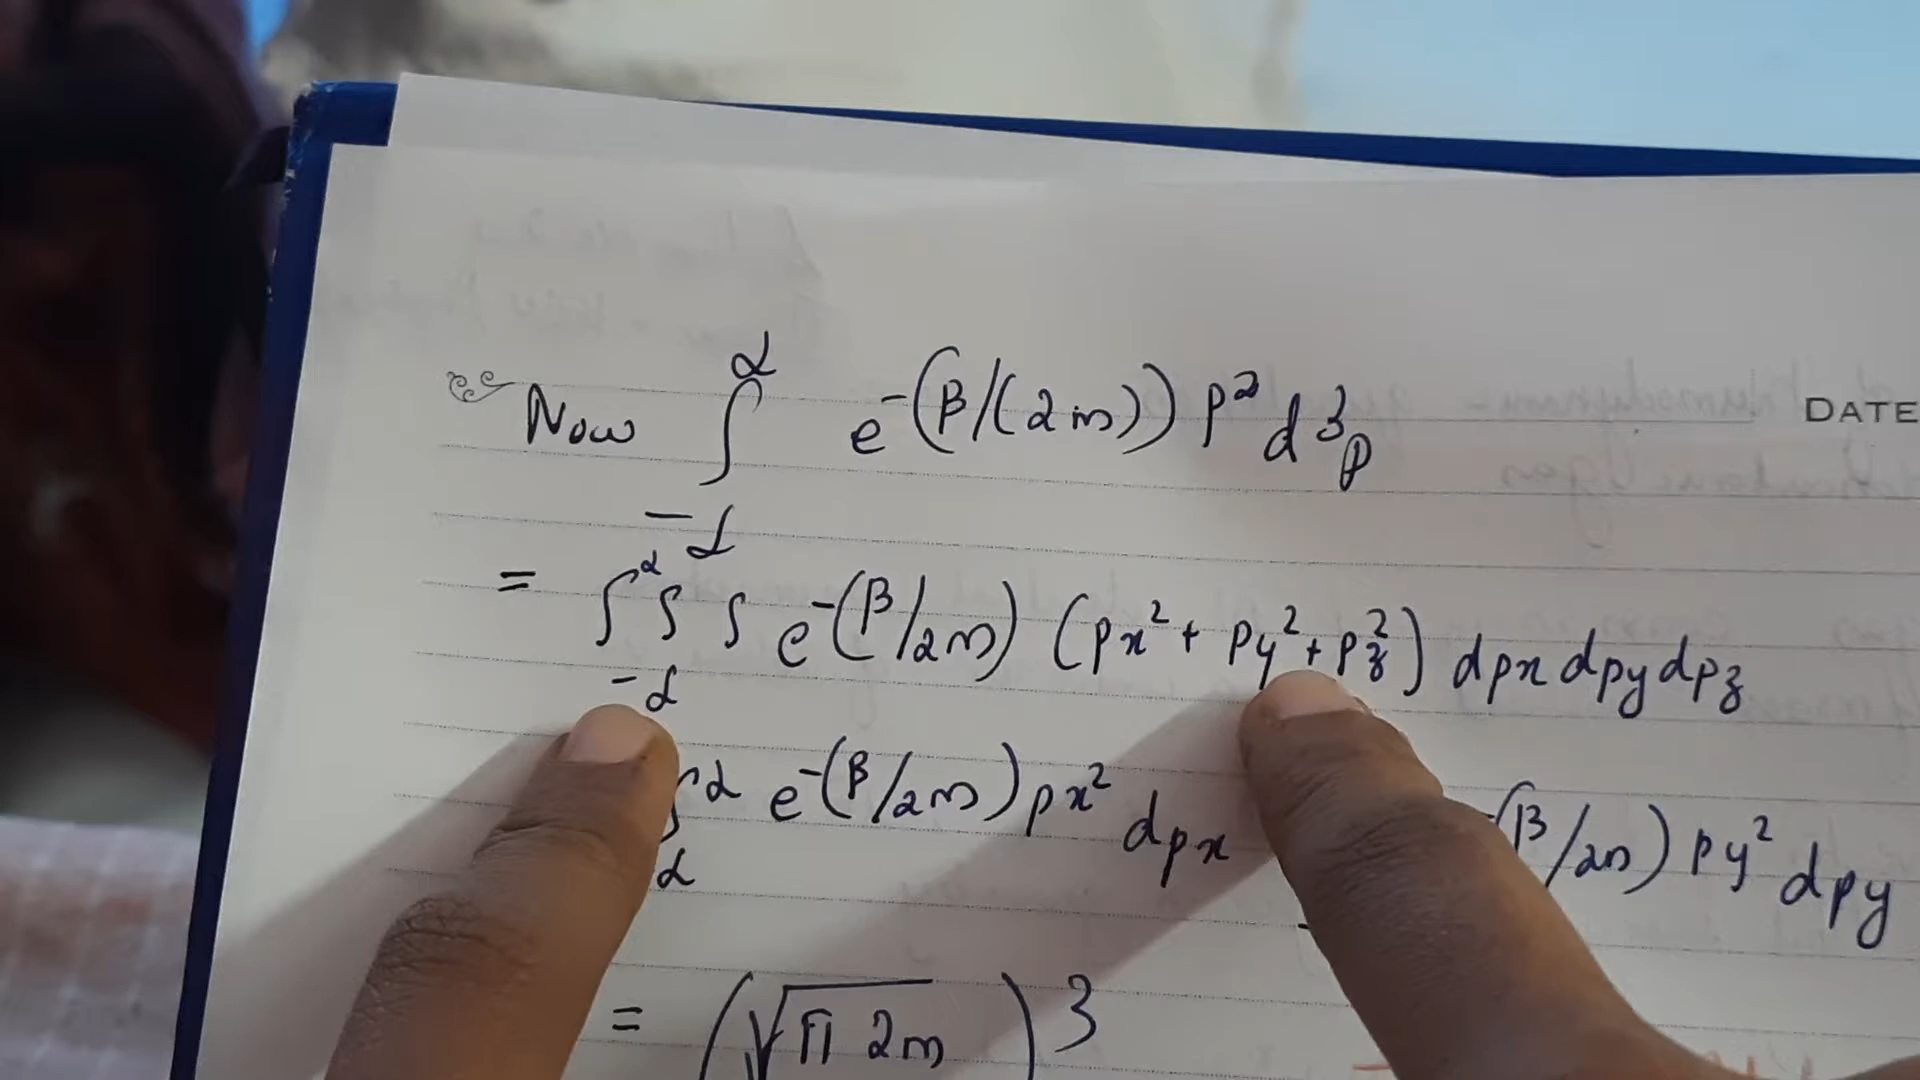 DATE
Now ∫_{-α}^{α} e^{-(β/(2m)) p²} d³p
= ∫_{-α}^{α} ∫ ∫ e^{-(β/2m) (px² + py² + pz²)} dpx dpy dpz
∫_{α}^{α} e^{-(β/2m) px²} dpx (β/2m) py² dpy
= (√π 2m)³